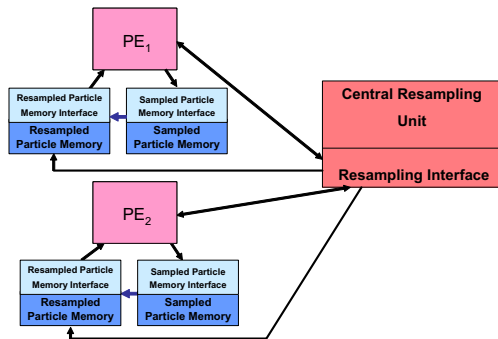 PE1
Resampled Particle
Memory Interface
Resampled
Particle Memory
Sampled Particle
Memory Interface
Sampled
Particle Memory
Central Resampling
Unit
Resampling Interface
PE2
Resampled Particle
Memory Interface
Resampled
Particle Memory
Sampled Particle
Memory Interface
Sampled
Particle Memory